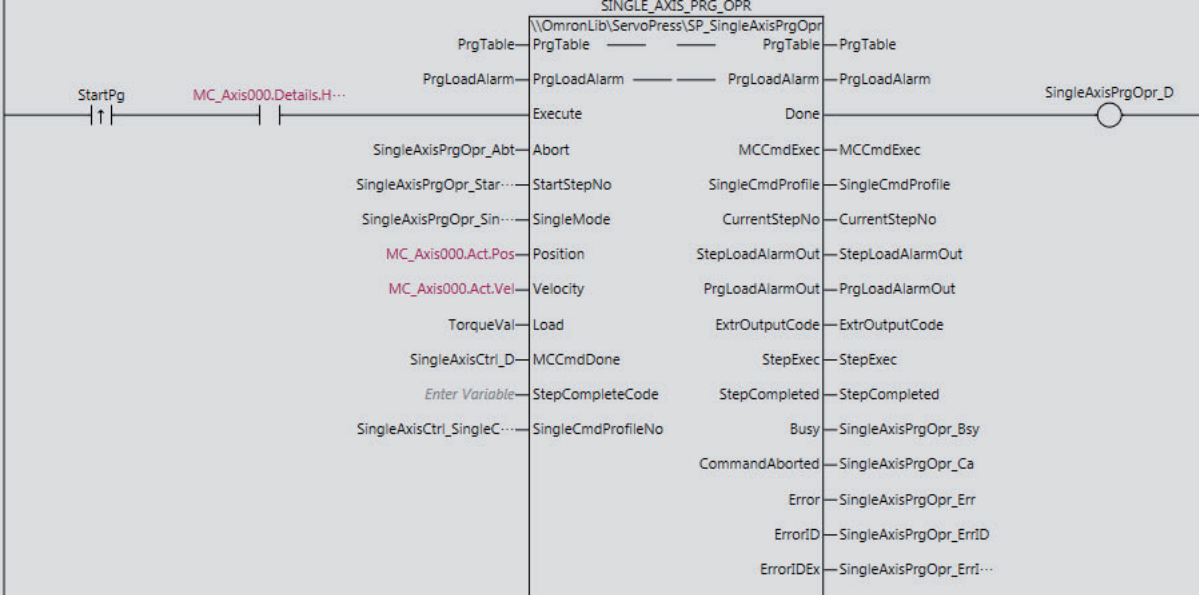 SINGLE_AXIS_PRG_OPR
\\OmronLib\ServoPress\SP_SingleAxisPrgOpr
PrgTable PrgTable PrgTable PrgTable
PrgLoadAlarm PrgLoadAlarm PrgLoadAlarm PrgLoadAlarm
StartPg MC_Axis000.Details.H··· SingleAxisPrgOpr_D
Execute Done
SingleAxisPrgOpr_Abt Abort MCCmdExec MCCmdExec
SingleAxisPrgOpr_Star··· StartStepNo SingleCmdProfile SingleCmdProfile
SingleAxisPrgOpr_Sin··· SingleMode CurrentStepNo CurrentStepNo
MC_Axis000.Act.Pos Position StepLoadAlarmOut StepLoadAlarmOut
MC_Axis000.Act.Vel Velocity PrgLoadAlarmOut PrgLoadAlarmOut
TorqueVal Load ExtrOutputCode ExtrOutputCode
SingleAxisCtrl_D MCCmdDone StepExec StepExec
Enter Variable StepCompleteCode StepCompleted StepCompleted
SingleAxisCtrl_SingleC··· SingleCmdProfileNo Busy SingleAxisPrgOpr_Bsy
CommandAborted SingleAxisPrgOpr_Ca
Error SingleAxisPrgOpr_Err
ErrorID SingleAxisPrgOpr_ErrID
ErrorIDEx SingleAxisPrgOpr_ErrI···